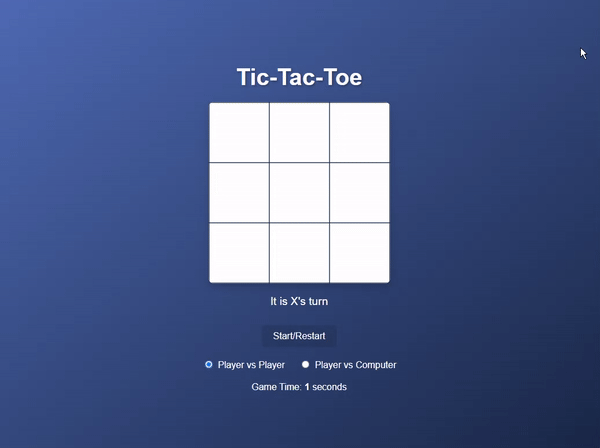 Tic-Tac-Toe
It is X's turn
Start/Restart
Player vs Player Player vs Computer
Game Time: 1 seconds